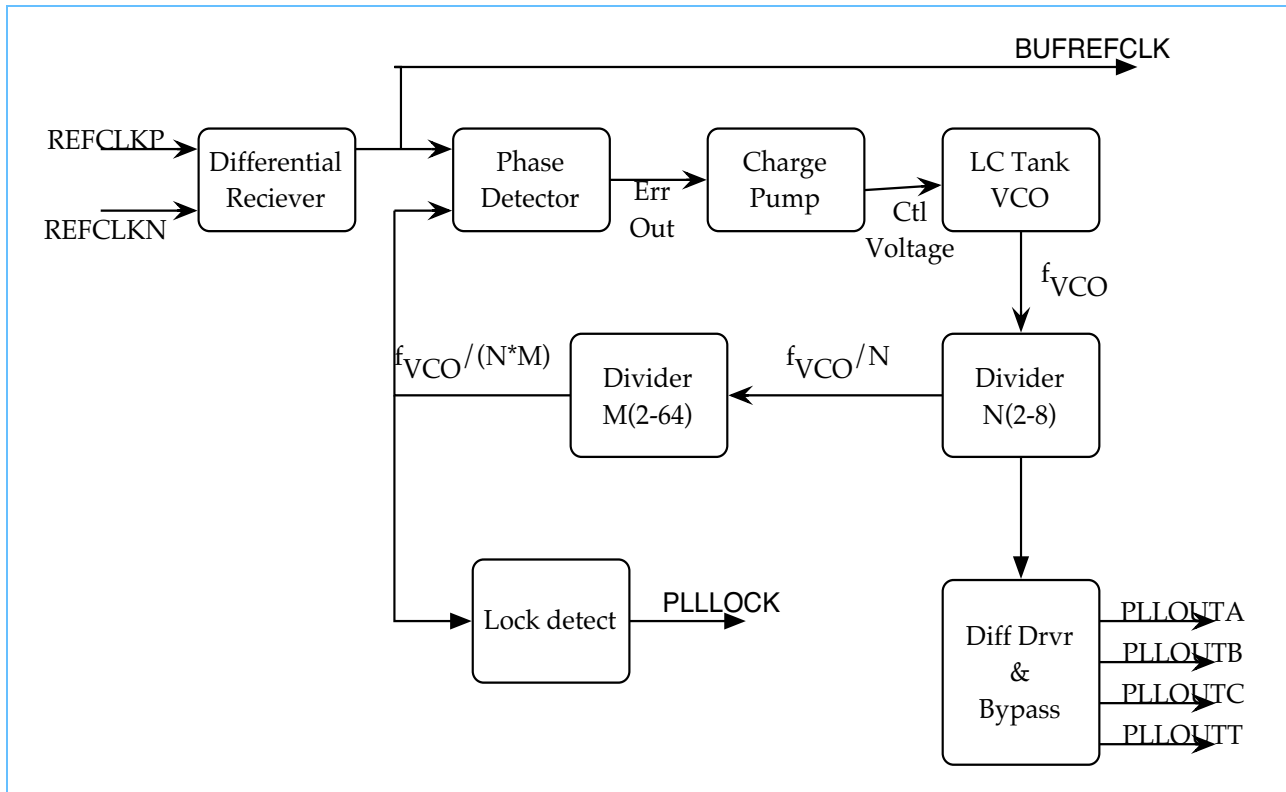 BUFREFCLK
REFCLKP
REFCLKN
Differential
Reciever
Phase
Detector
Err
Out
Charge
Pump
Ctl
Voltage
LC Tank
VCO
fVCO
fVCO/(N*M)
Divider
M(2-64)
fVCO/N
Divider
N(2-8)
Lock detect
PLLLOCK
Diff Drvr
&
Bypass
PLLOUTA
PLLOUTB
PLLOUTC
PLLOUTT